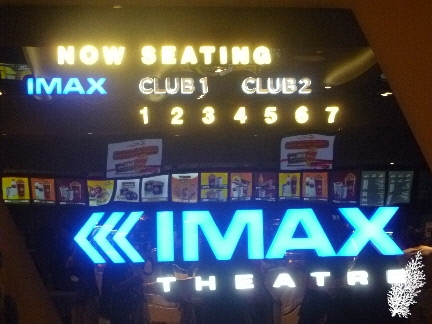 NOW SEATING
IMAX CLUB 1 CLUB 2
1 2 3 4 5 6 7
IMAX
THEATRE